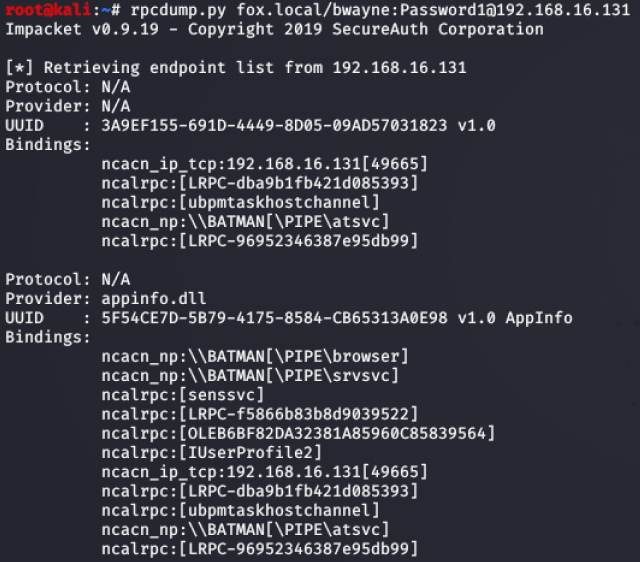 root@kali:~# rpcdump.py fox.local/bwayne:Password1@192.168.16.131
Impacket v0.9.19 - Copyright 2019 SecureAuth Corporation
[*] Retrieving endpoint list from 192.168.16.131
Protocol: N/A
Provider: N/A
UUID    : 3A9EF155-691D-4449-8D05-09AD57031823 v1.0
Bindings:
          ncacn_ip_tcp:192.168.16.131[49665]
          ncalrpc:[LRPC-dba9b1fb421d085393]
          ncalrpc:[ubpmtaskhostchannel]
          ncacn_np:\\BATMAN[\PIPE\atsvc]
          ncalrpc:[LRPC-96952346387e95db99]
Protocol: N/A
Provider: appinfo.dll
UUID    : 5F54CE7D-5B79-4175-8584-CB65313A0E98 v1.0 AppInfo
Bindings:
          ncacn_np:\\BATMAN[\PIPE\browser]
          ncacn_np:\\BATMAN[\PIPE\srvsvc]
          ncalrpc:[senssvc]
          ncalrpc:[LRPC-f5866b83b8d9039522]
          ncalrpc:[OLEB6BF82DA32381A85960C85839564]
          ncalrpc:[IUserProfile2]
          ncacn_ip_tcp:192.168.16.131[49665]
          ncalrpc:[LRPC-dba9b1fb421d085393]
          ncalrpc:[ubpmtaskhostchannel]
          ncacn_np:\\BATMAN[\PIPE\atsvc]
          ncalrpc:[LRPC-96952346387e95db99]